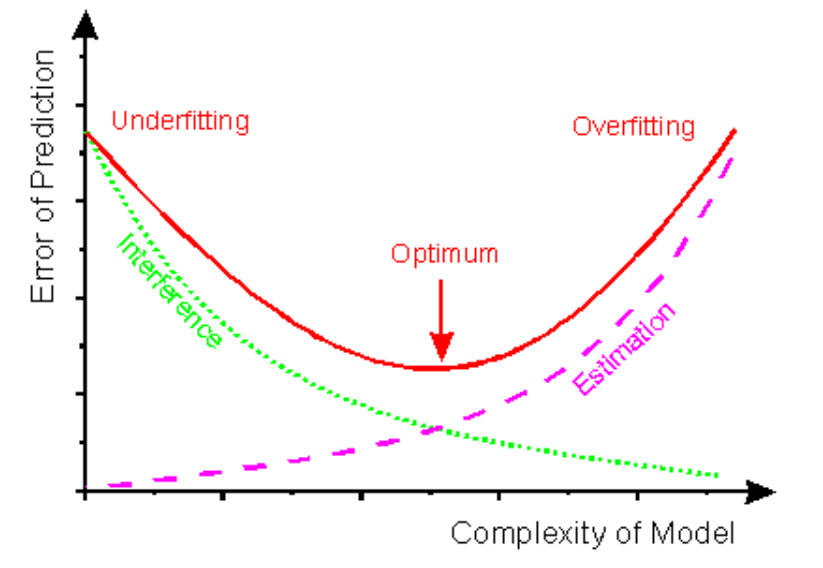 Underfitting
Overfitting
Error of Prediction
Optimum
Interference
Estimation
Complexity of Model